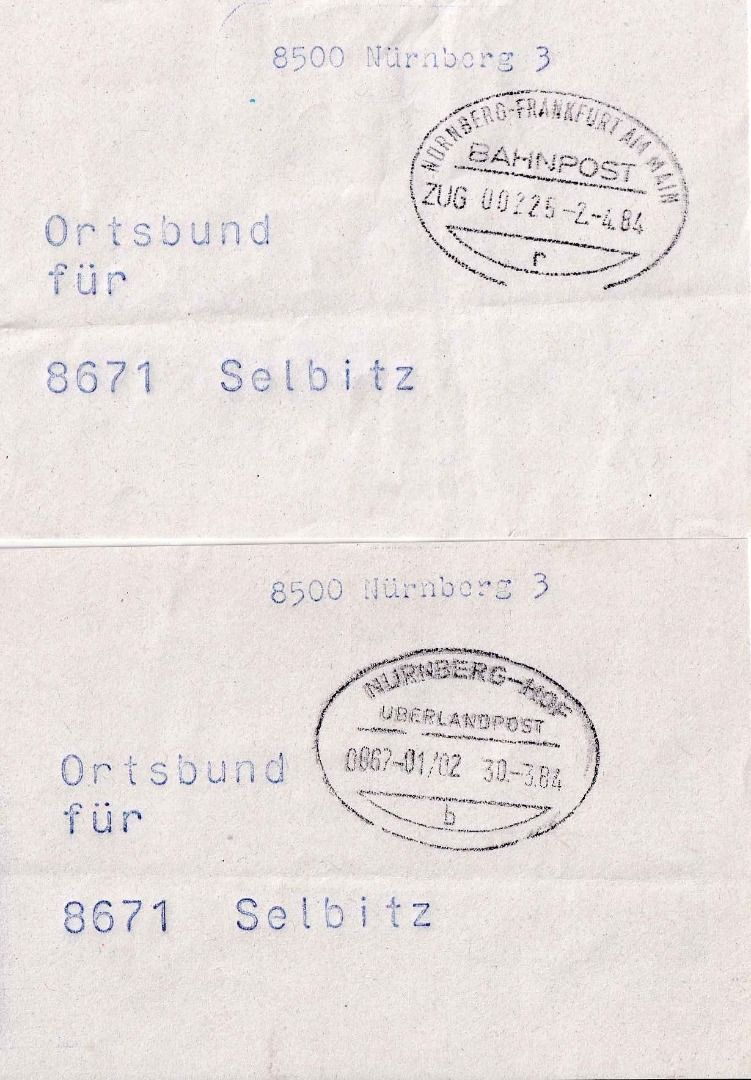 8500 Nürnberg 3
NÜRNBERG-FRANKFURT AM MAIN
BAHNPOST
ZUG 00225 -2.-4.84
r
Ortsbund
für
8671 Selbitz
8500 Nürnberg 3
NÜRNBERG-HOF
ÜBERLANDPOST
0067-01/02 30.-3.84
b
Ortsbund
für
8671 Selbitz